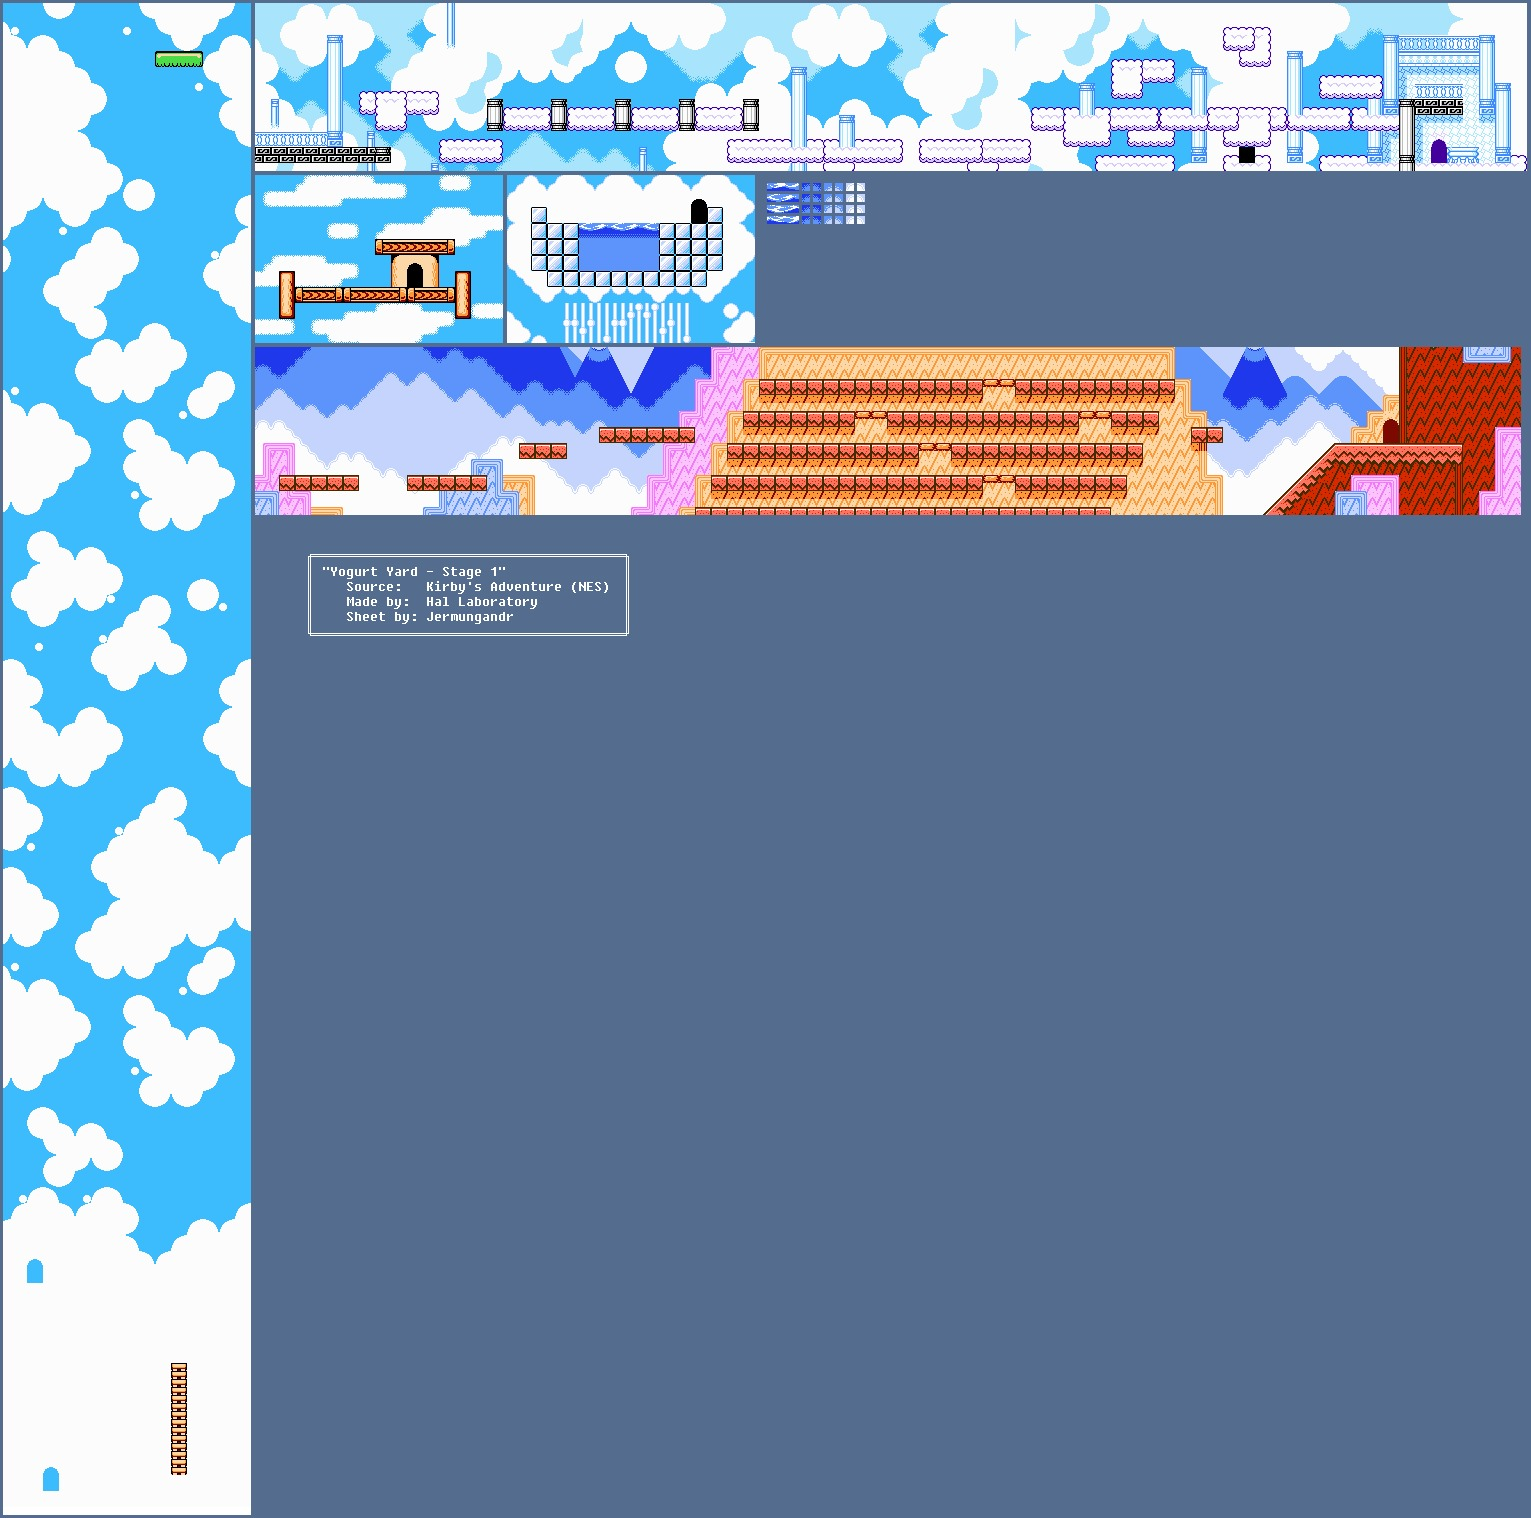 "Yogurt Yard - Stage 1"
Source: Kirby's Adventure (NES)
Made by: Hal Laboratory
Sheet by: Jermungandr